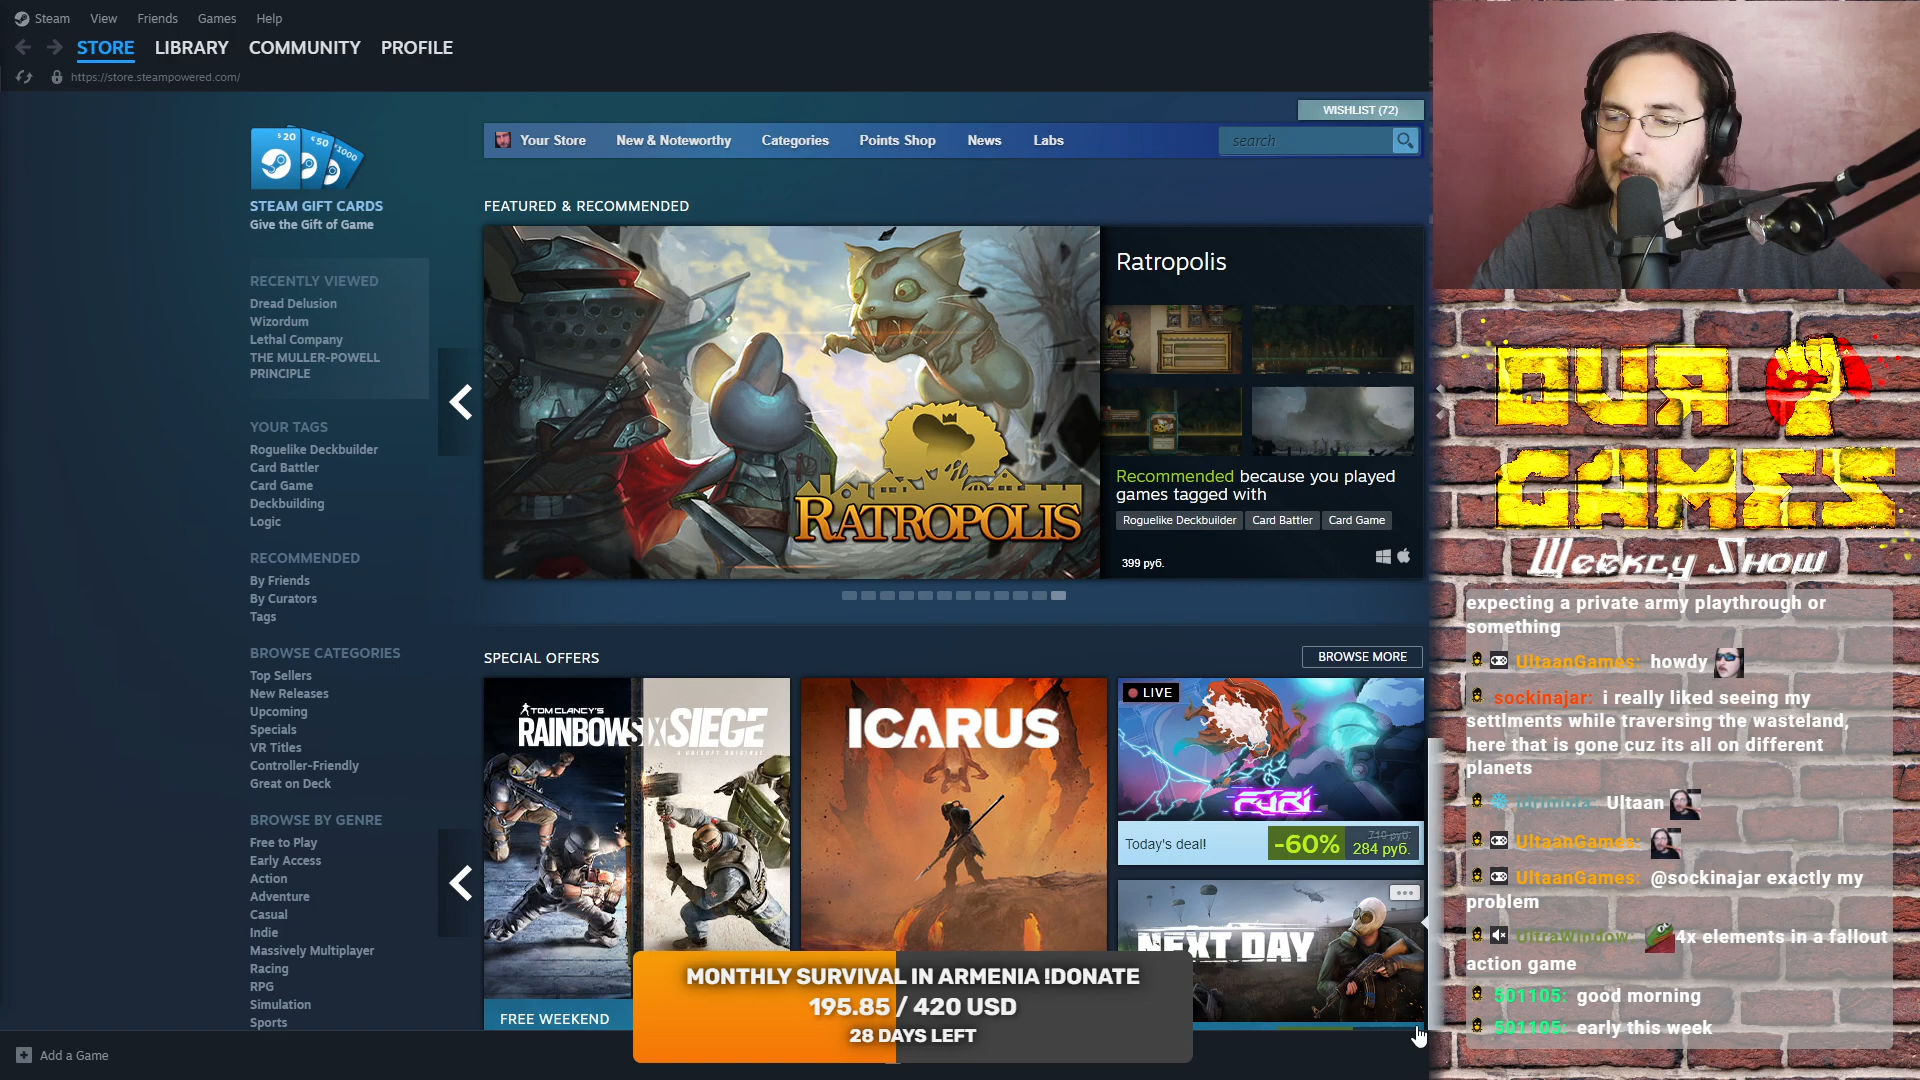 Steam View Friends Games Help
STORE LIBRARY COMMUNITY PROFILE
https://store.steampowered.com/
WISHLIST (72)
Your Store New & Noteworthy Categories Points Shop News Labs search
$20 €50 1000
STEAM GIFT CARDS
Give the Gift of Game
RECENTLY VIEWED
Dread Delusion
Wizordum
Lethal Company
THE MULLER-POWELL
PRINCIPLE
YOUR TAGS
Roguelike Deckbuilder
Card Battler
Card Game
Deckbuilding
Logic
RECOMMENDED
By Friends
By Curators
Tags
BROWSE CATEGORIES
Top Sellers
New Releases
Upcoming
Specials
VR Titles
Controller-Friendly
Great on Deck
BROWSE BY GENRE
Free to Play
Early Access
Action
Adventure
Casual
Indie
Massively Multiplayer
Racing
RPG
Simulation
Sports
Add a Game
FEATURED & RECOMMENDED
RATROPOLIS
Ratropolis
Recommended because you played
games tagged with
Roguelike Deckbuilder Card Battler Card Game
399 руб.
SPECIAL OFFERS
BROWSE MORE
TOM CLANCY'S
RAINBOWSIXSIEGE
A UBISOFT ORIGINAL
FREE WEEKEND
ICARUS
LIVE
FURI
Today's deal! -60% 710 руб.
284 руб.
NEXT DAY
MONTHLY SURVIVAL IN ARMENIA !DONATE
195.85 / 420 USD
28 DAYS LEFT
OUR
GAMES
Weekly Show
expecting a private army playthrough or
something
UltaanGames: howdy
sockinajar: i really liked seeing my
settlments while traversing the wasteland,
here that is gone cuz its all on different
planets
Ultaan
UltaanGames:
UltaanGames: @sockinajar exactly my
problem
UltraWindow: 4x elements in a fallout
action game
501105: good morning
501105: early this week